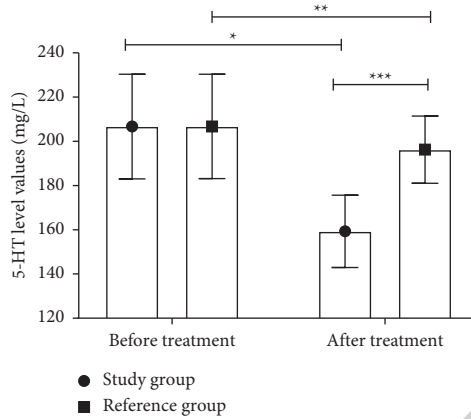 **
*
***
240
220
200
180
160
140
120
5-HT level values (mg/L)
Before treatment
After treatment
Study group
Reference group